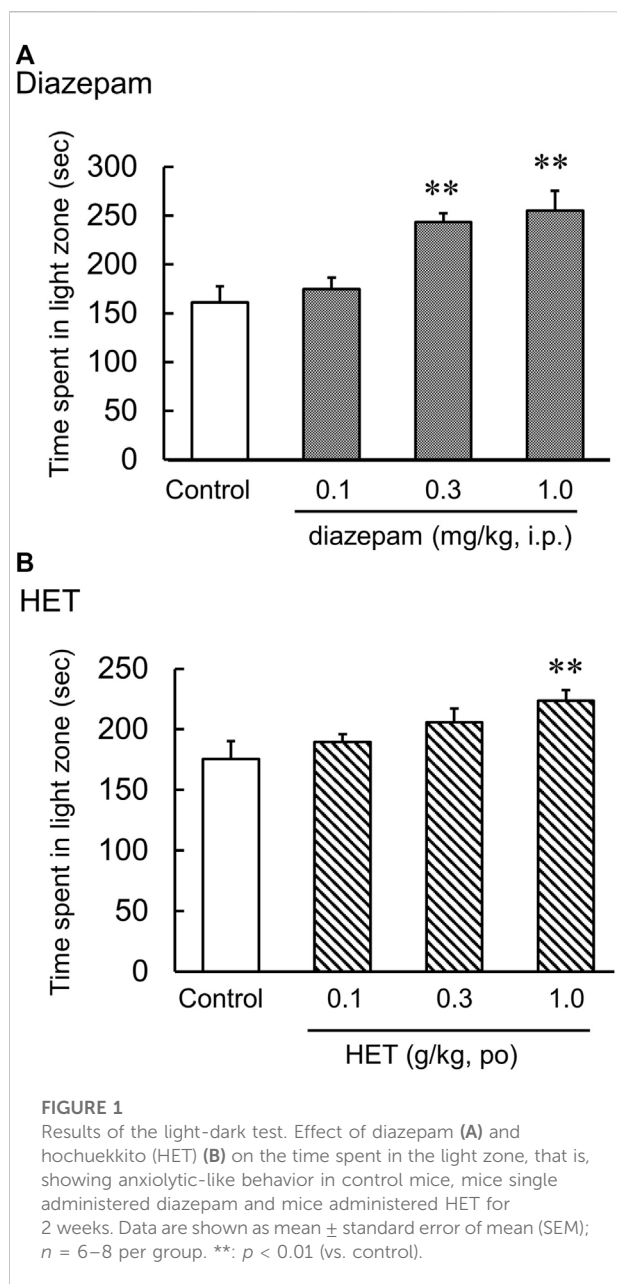 A
Diazepam
Time spent in light zone (sec)
300
250
200
150
100
50
0
**
**
Control
0.1
0.3
1.0
diazepam (mg/kg, i.p.)
B
HET
Time spent in light zone (sec)
250
200
150
100
50
0
**
Control
0.1
0.3
1.0
HET (g/kg, po)
FIGURE 1
Results of the light-dark test. Effect of diazepam (A) and
hochuekkito (HET) (B) on the time spent in the light zone, that is,
showing anxiolytic-like behavior in control mice, mice single
administered diazepam and mice administered HET for
2 weeks. Data are shown as mean ± standard error of mean (SEM);
n = 6–8 per group. **: p < 0.01 (vs. control).